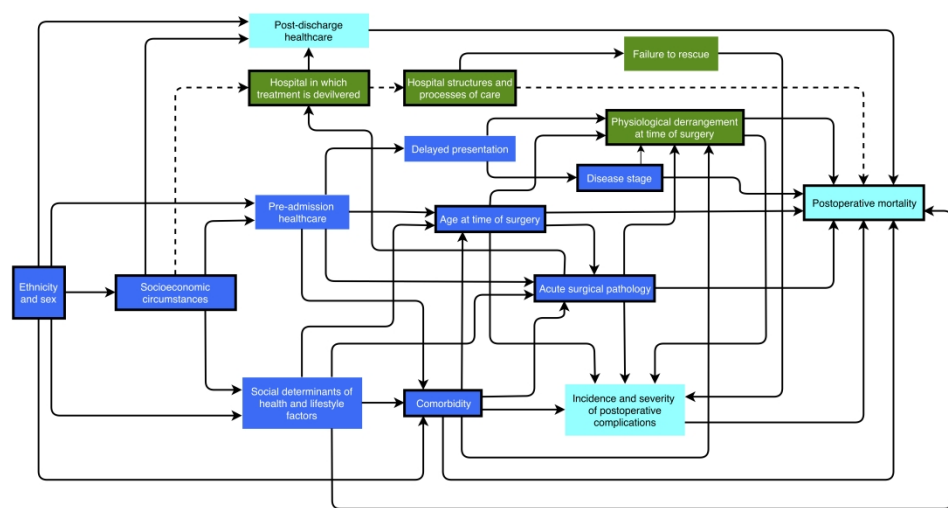 Post-discharge
healthcare
Failure to rescue
Hospital in which
treatment is devilvered
Hospital structures and
processes of care
Physiological derrangement
at time of surgery
Delayed presentation
Disease stage
Pre-admission
healthcare
Age at time of surgery
Postoperative mortality
Ethnicity
and sex
Socioeconomic
circumstances
Acute surgical pathology
Social determinants of
health and lifestyle
factors
Comorbidity
Incidence and severity
of postoperative
complications